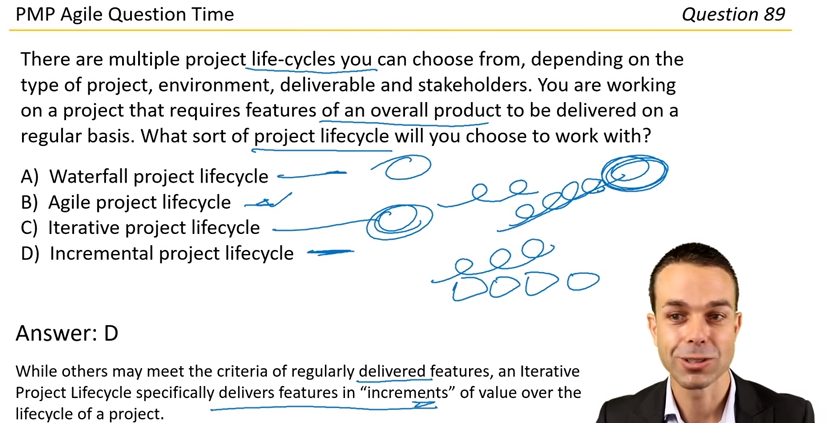 PMP Agile Question Time
Question 89
There are multiple project life-cycles you can choose from, depending on the
type of project, environment, deliverable and stakeholders. You are working
on a project that requires features of an overall product to be delivered on a
regular basis. What sort of project lifecycle will you choose to work with?
A) Waterfall project lifecycle
B) Agile project lifecycle
C) Iterative project lifecycle
D) Incremental project lifecycle
Answer: D
While others may meet the criteria of regularly delivered features, an Iterative
Project Lifecycle specifically delivers features in “increments” of value over the
lifecycle of a project.